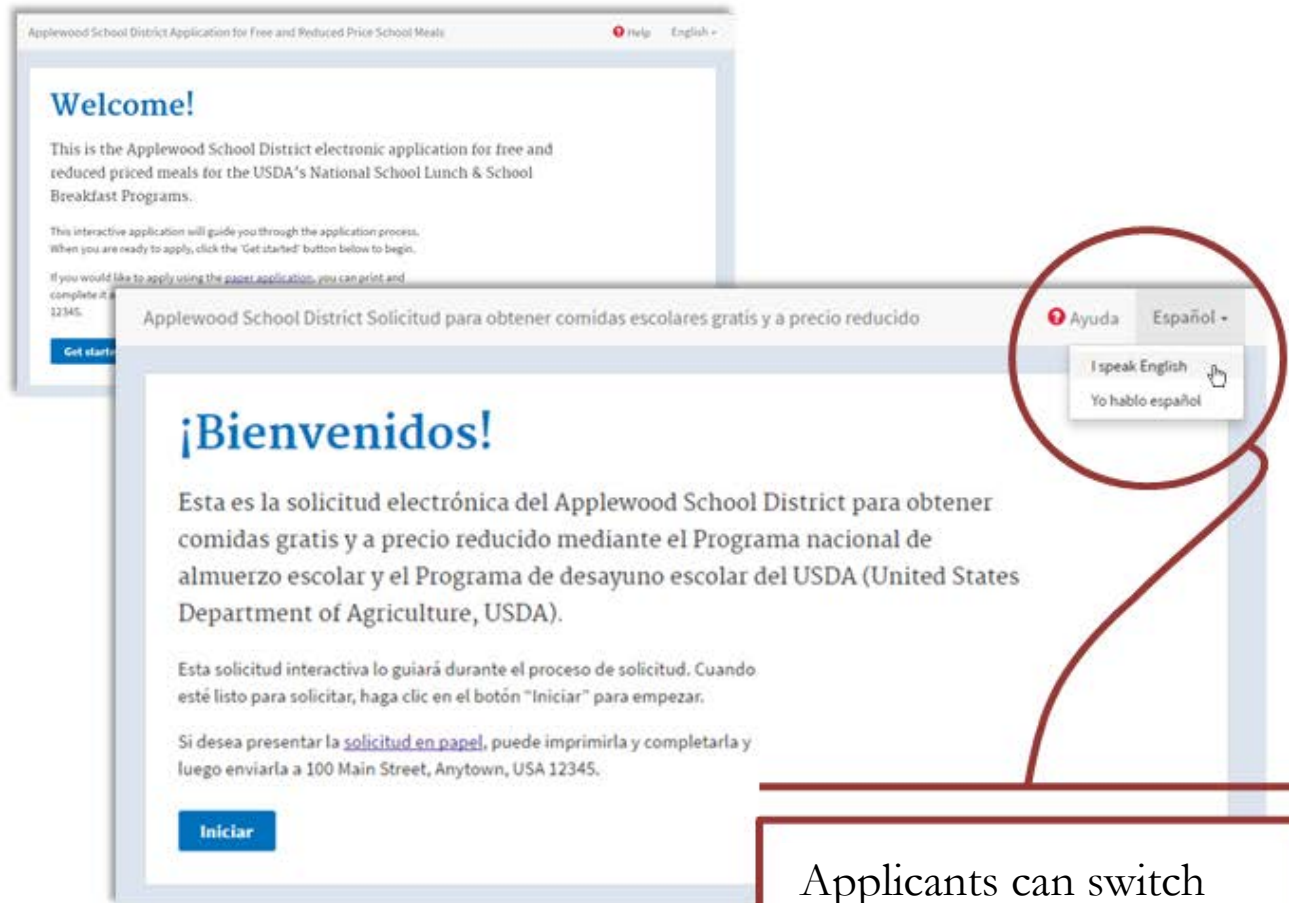 Applewood School District Application for Free and Reduced Price School Meals
Help English
Welcome!
This is the Applewood School District electronic application for free and
reduced priced meals for the USDA's National School Lunch & School
Breakfast Programs.
This interactive application will guide you through the application process.
When you are ready to apply, click the 'Get started' button below to begin.
If you would like to apply using the paper application, you can print and
complete it
12345.
Get
Applewood School District Solicitud para obtener comidas escolares gratis y a precio reducido
Ayuda Español
I speak English
Yo hablo español
¡Bienvenidos!
Esta es la solicitud electrónica del Applewood School District para obtener
comidas gratis y a precio reducido mediante el Programa nacional de
almuerzo escolar y el Programa de desayuno escolar del USDA (United States
Department of Agriculture, USDA).
Esta solicitud interactiva lo guiará durante el proceso de solicitud. Cuando
esté listo para solicitar, haga clic en el botón "Iniciar" para empezar.
Si desea presentar la solicitud en papel, puede imprimirla y completarla y
luego enviarla a 100 Main Street, Anytown, USA 12345.
Iniciar
Applicants can switch